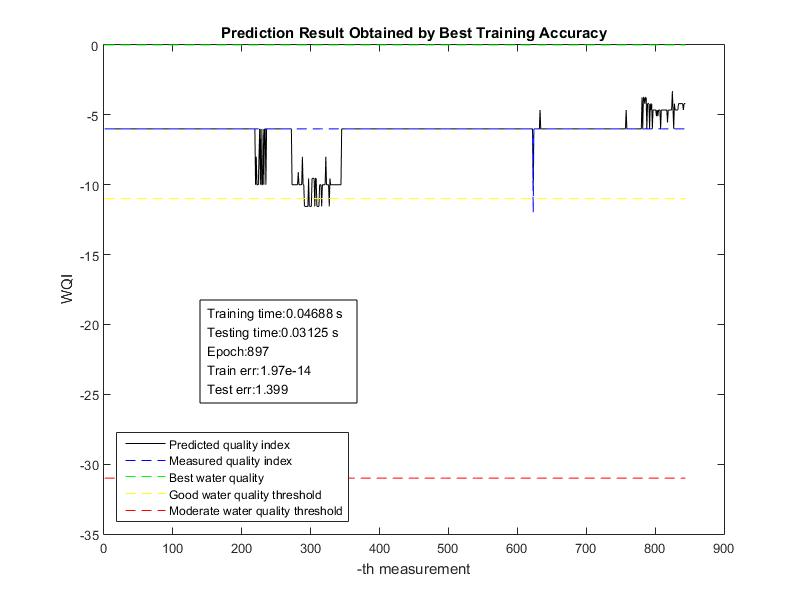 Prediction Result Obtained by Best Training Accuracy
0
-5
-10
-15
-20
-25
-30
-35
WQI
Training time:0.04688 s
Testing time:0.03125 s
Epoch:897
Train err:1.97e-14
Test err:1.399
Predicted quality index
Measured quality index
Best water quality
Good water quality threshold
Moderate water quality threshold
0 100 200 300 400 500 600 700 800 900
-th measurement